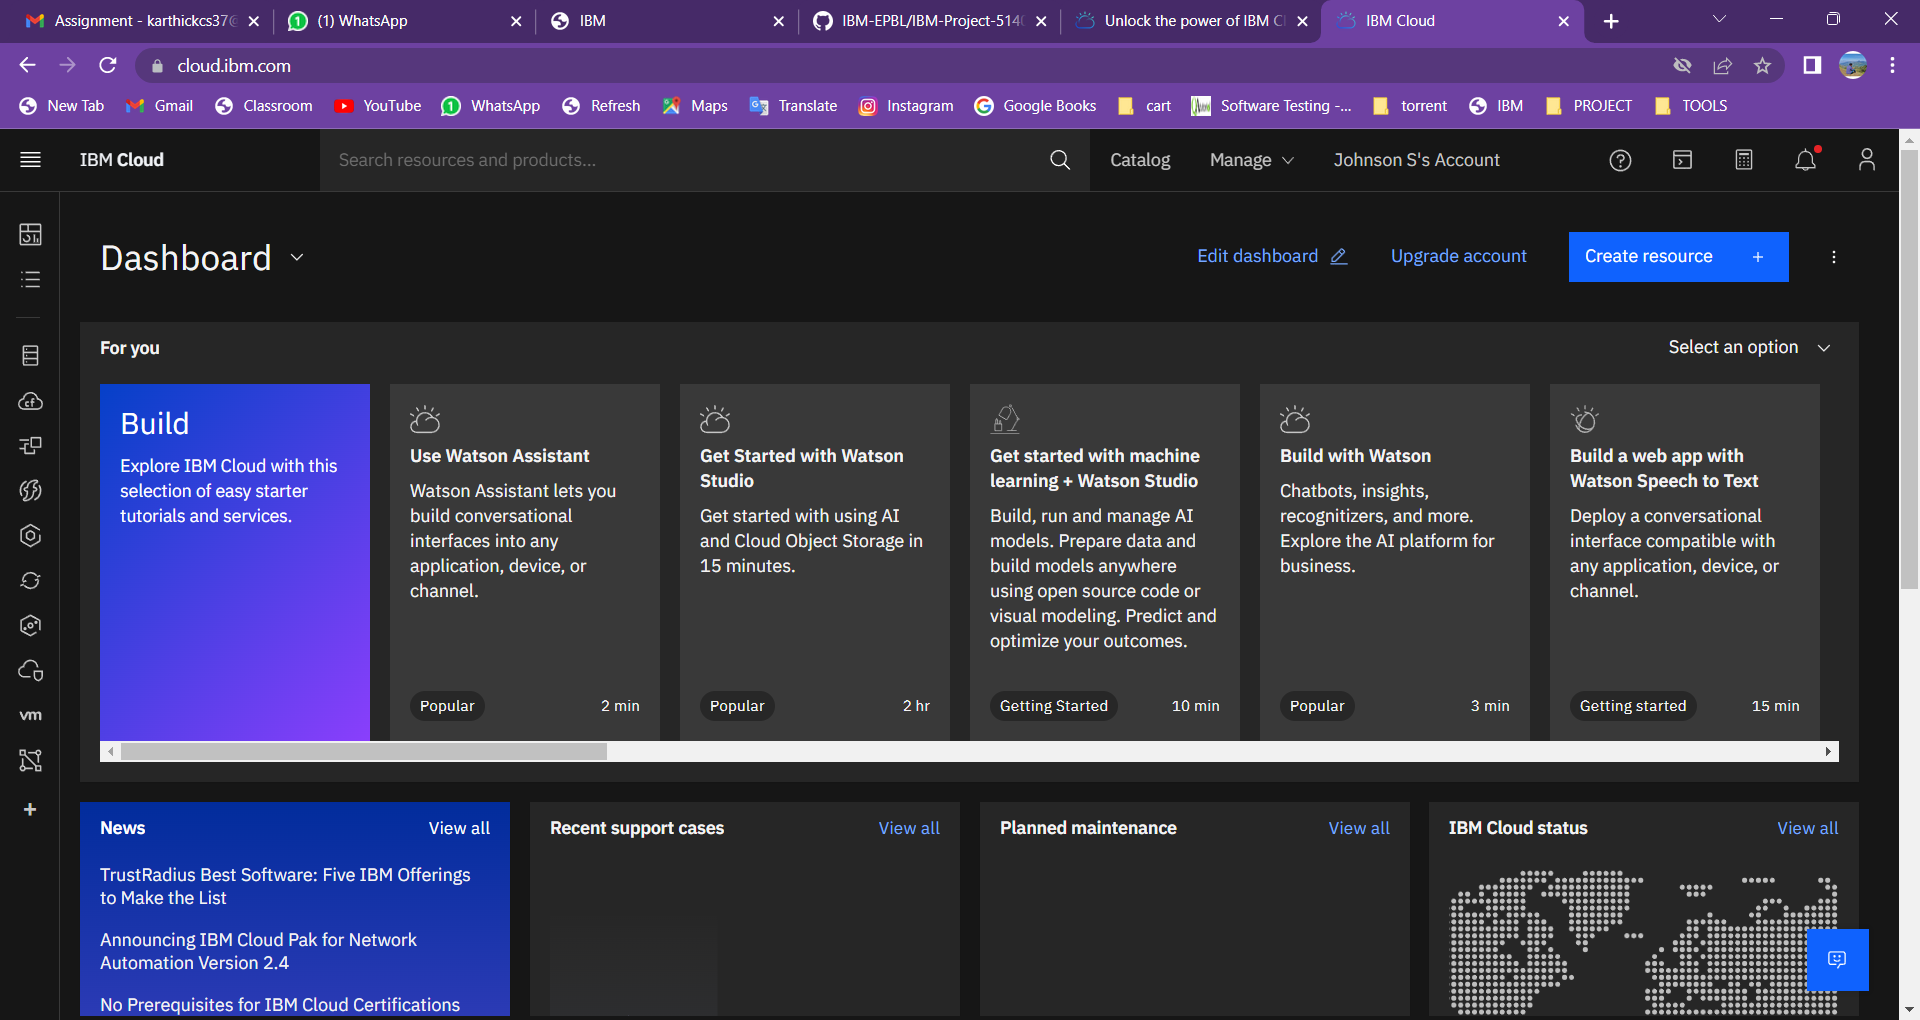 Assignment - karthickcs37@
(1) WhatsApp
IBM
IBM-EPBL/IBM-Project-5140
Unlock the power of IBM Cl
IBM Cloud
cloud.ibm.com
New Tab
Gmail
Classroom
YouTube
WhatsApp
Refresh
Maps
Translate
Instagram
Google Books
cart
Software Testing -...
torrent
IBM
PROJECT
TOOLS
IBM Cloud
Search resources and products...
Catalog
Manage
Johnson S's Account
Dashboard
Edit dashboard
Upgrade account
Create resource +
For you
Select an option
Build
Explore IBM Cloud with this
selection of easy starter
tutorials and services.
Use Watson Assistant
Watson Assistant lets you
build conversational
interfaces into any
application, device, or
channel.
Popular
2 min
Get Started with Watson
Studio
Get started with using AI
and Cloud Object Storage in
15 minutes.
Popular
2 hr
Get started with machine
learning + Watson Studio
Build, run and manage AI
models. Prepare data and
build models anywhere
using open source code or
visual modeling. Predict and
optimize your outcomes.
Getting Started
10 min
Build with Watson
Chatbots, insights,
recognitizers, and more.
Explore the AI platform for
business.
Popular
3 min
Build a web app with
Watson Speech to Text
Deploy a conversational
interface compatible with
any application, device, or
channel.
Getting started
15 min
vm
News
View all
TrustRadius Best Software: Five IBM Offerings
to Make the List
Announcing IBM Cloud Pak for Network
Automation Version 2.4
No Prerequisites for IBM Cloud Certifications
Recent support cases
View all
Planned maintenance
View all
IBM Cloud status
View all